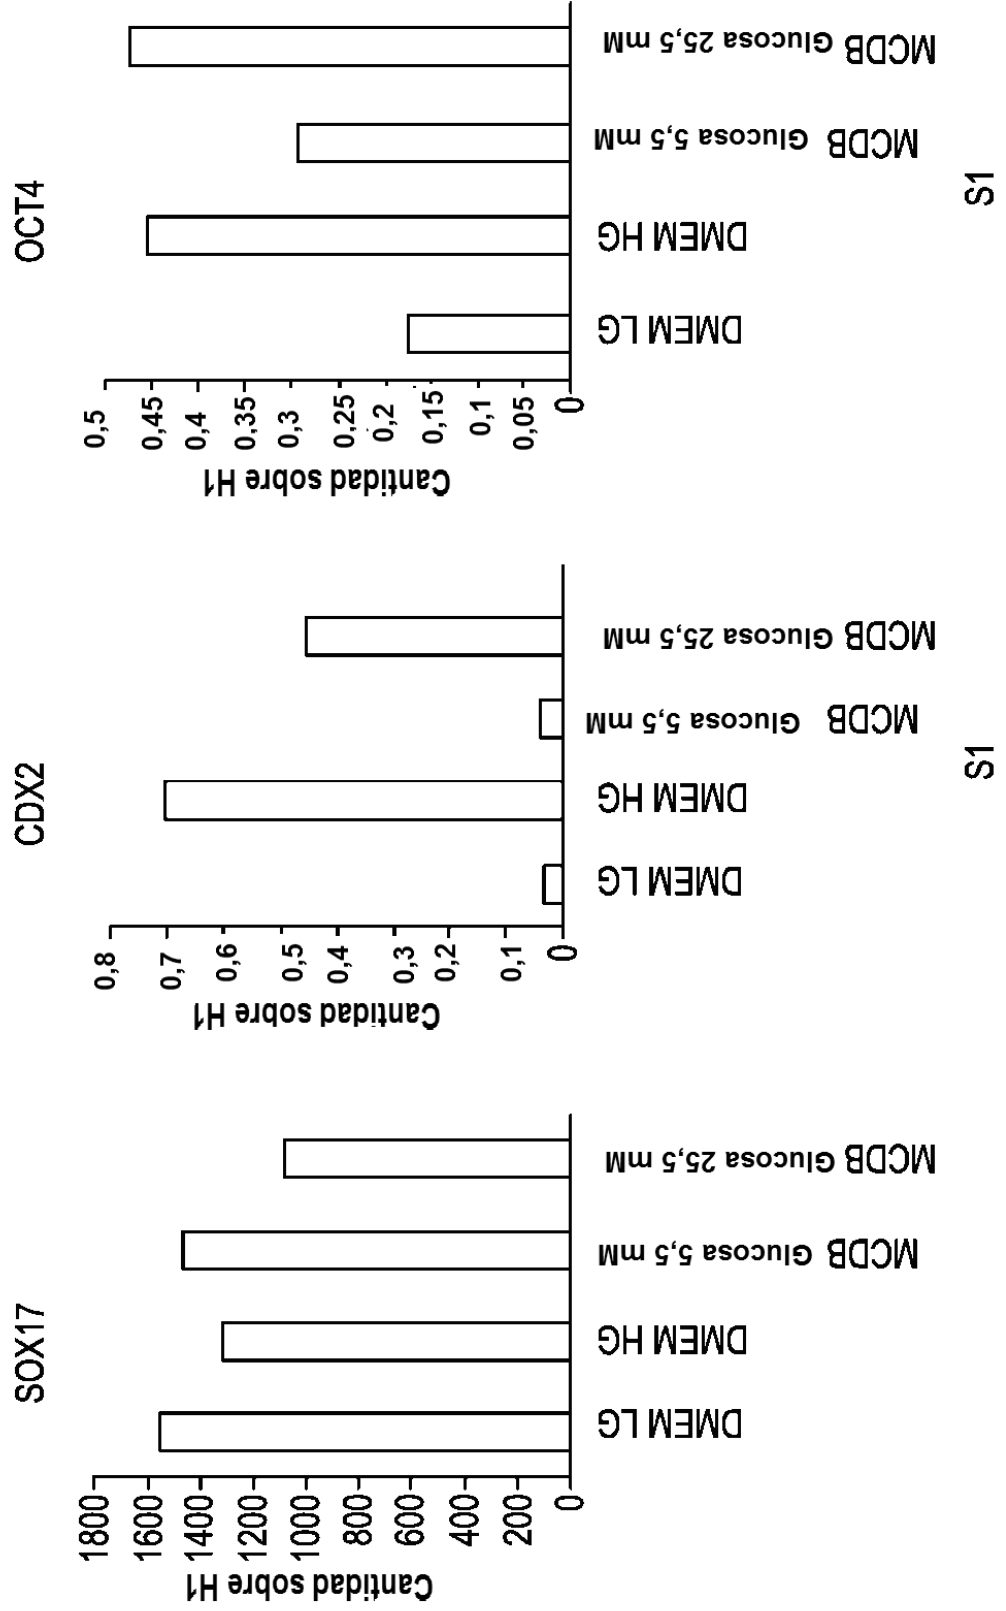 SOX17
Cantidad sobre H1
1800
1600
1400
1200
1000
800
600
400
200
0
DMEM LG
DMEM HG
MCDB Glucosa 5,5 mM
MCDB Glucosa 25,5 mM
CDX2
Cantidad sobre H1
0,8
0,7
0,6
0,5
0,4
0,3
0,2
0,1
0
DMEM LG
DMEM HG
MCDB Glucosa 5,5 mM
MCDB Glucosa 25,5 mM
S1
OCT4
Cantidad sobre H1
0,5
0,45
0,4
0,35
0,3
0,25
0,2
0,15
0,1
0,05
0
DMEM LG
DMEM HG
MCDB Glucosa 5,5 mM
MCDB Glucosa 25,5 mM
S1